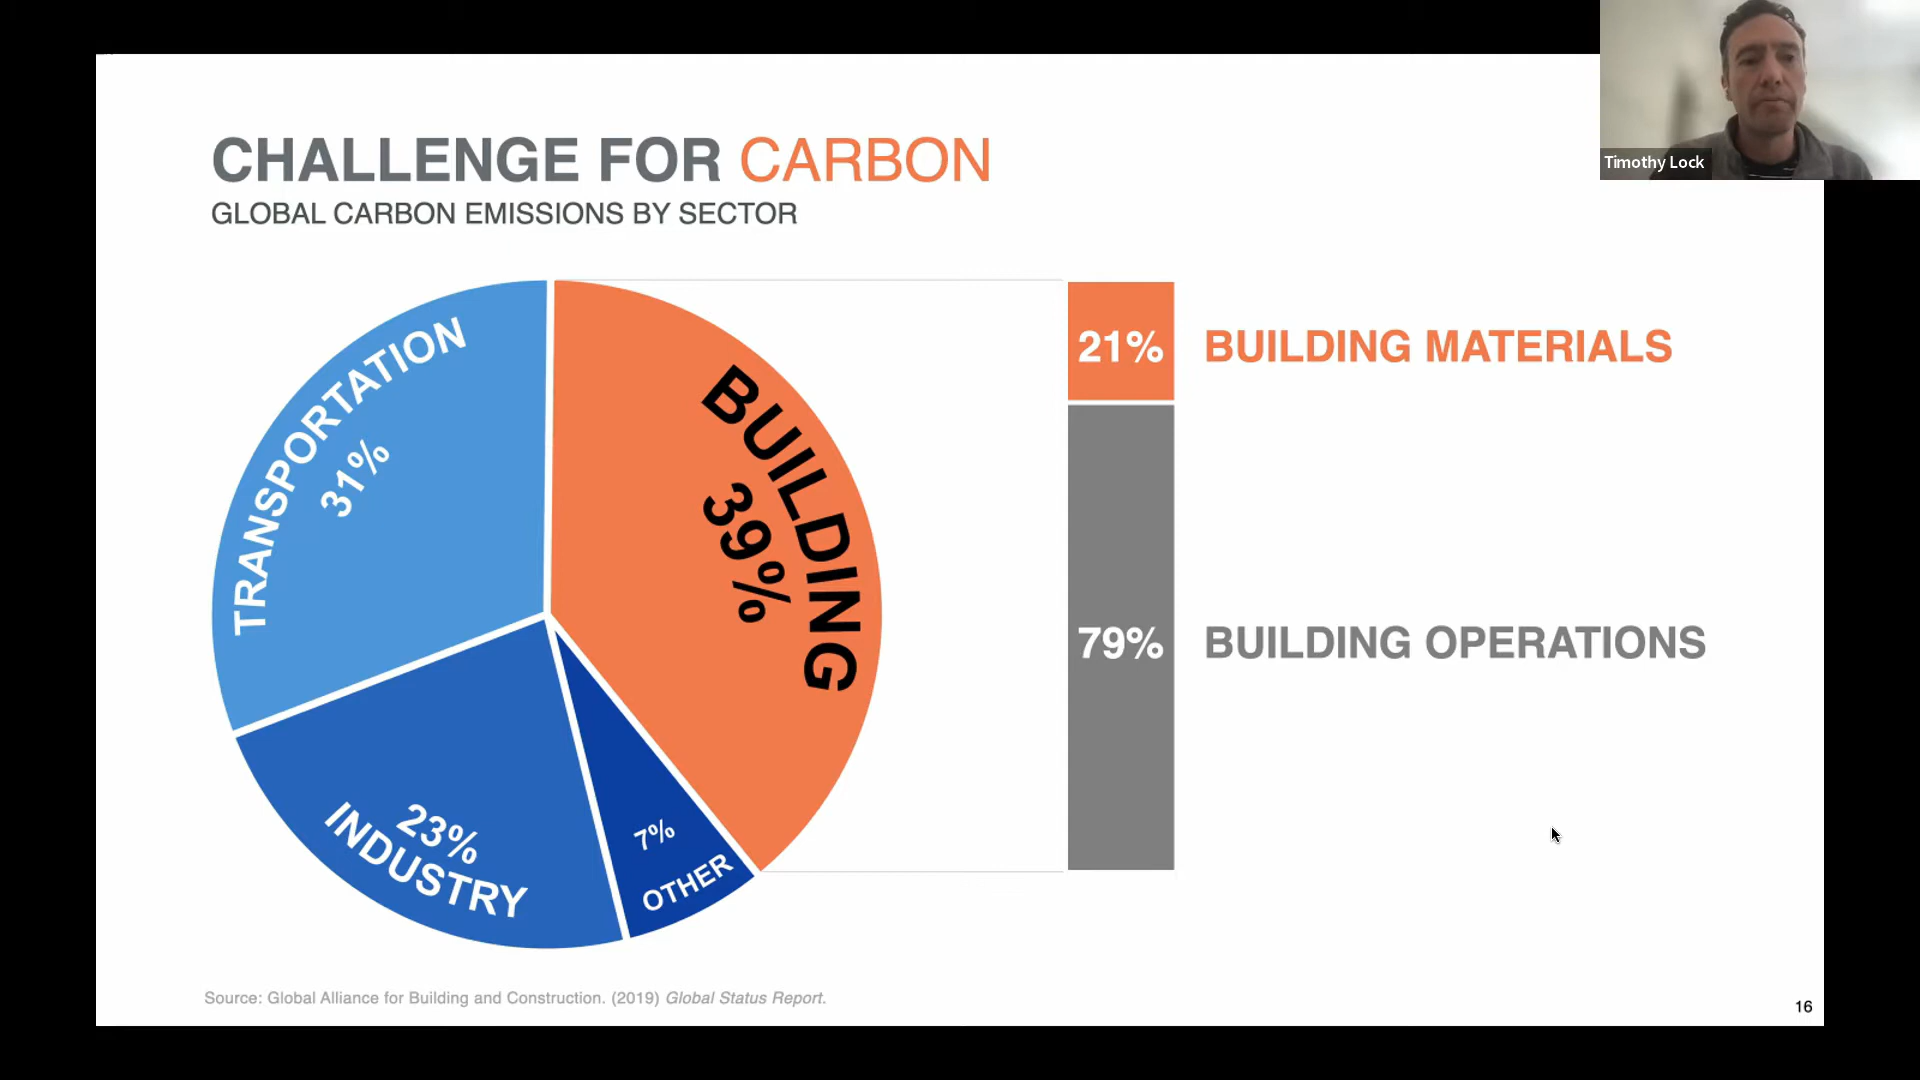 Timothy Lock
CHALLENGE FOR CARBON
GLOBAL CARBON EMISSIONS BY SECTOR
TRANSPORTATION
31%
BUILDING
39%
23%
INDUSTRY
7%
OTHER
21%
BUILDING MATERIALS
79%
BUILDING OPERATIONS
Source: Global Alliance for Building and Construction. (2019) Global Status Report.
16